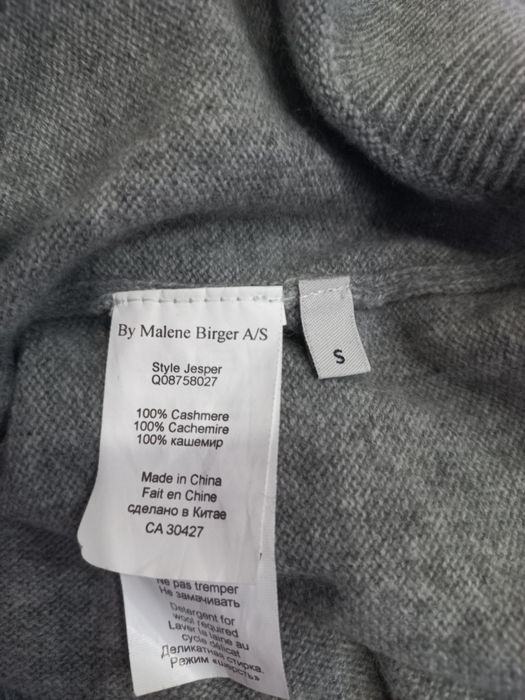 By Malene Birger A/S
Style Jesper
Q08758027
100% Cashmere
100% Cachemire
100% кашемир
Made in China
Fait en Chine
сделано в Китае
CA 30427
S
Ne pas tremper
Не замачивать
Detergent for
wool required
Laver la laine au
cycle délicat
Деликатная стирка
Режим «шерсть»